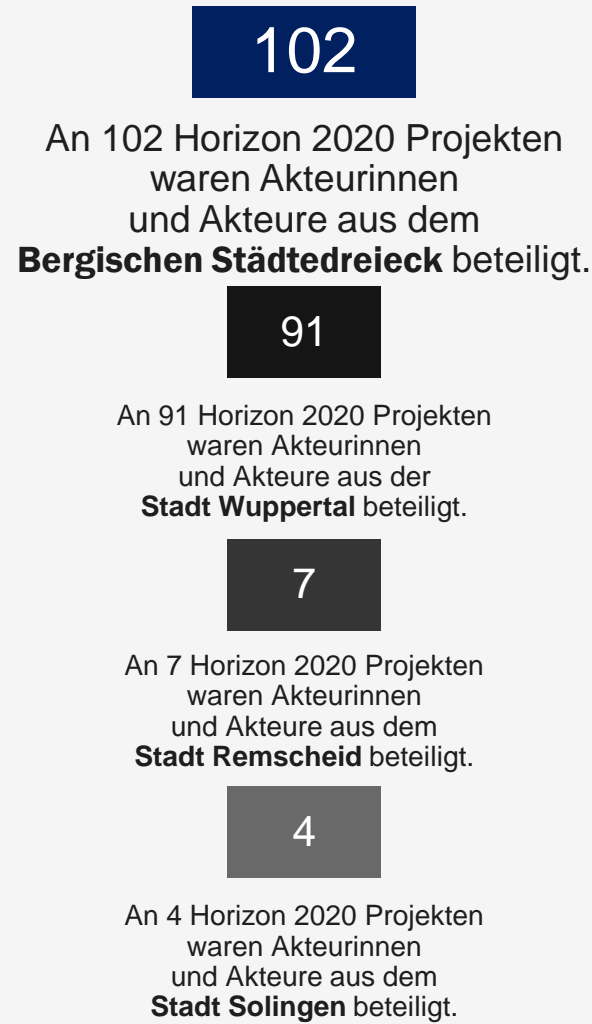 102
An 102 Horizon 2020 Projekten
waren Akteurinnen
und Akteure aus dem
Bergischen Städtedreieck beteiligt.
91
An 91 Horizon 2020 Projekten
waren Akteurinnen
und Akteure aus der
Stadt Wuppertal beteiligt.
7
An 7 Horizon 2020 Projekten
waren Akteurinnen
und Akteure aus dem
Stadt Remscheid beteiligt.
4
An 4 Horizon 2020 Projekten
waren Akteurinnen
und Akteure aus dem
Stadt Solingen beteiligt.